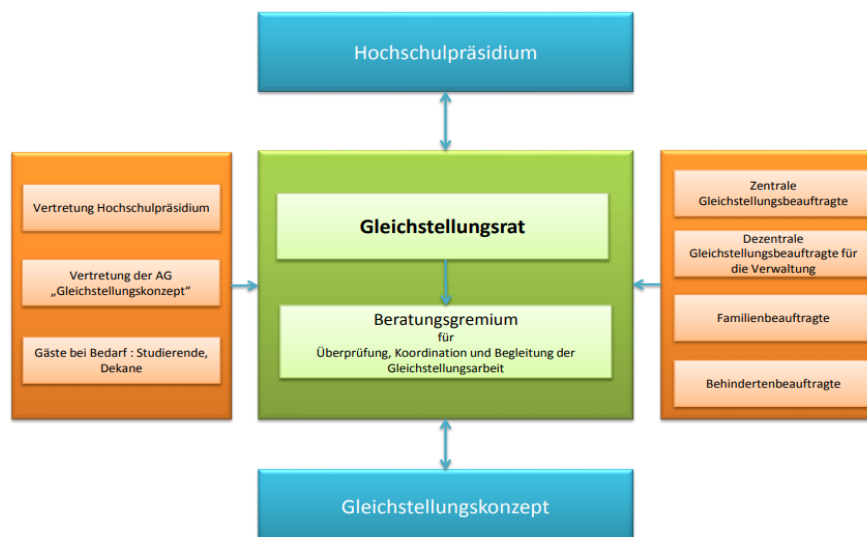 Hochschulpräsidium
Vertretung Hochschulpräsidium
Vertretung der AG
„Gleichstellungskonzept“
Gäste bei Bedarf : Studierende,
Dekane
Gleichstellungsrat
Beratungsgremium
für
Überprüfung, Koordination und Begleitung der
Gleichstellungsarbeit
Zentrale
Gleichstellungsbeauftragte
Dezentrale
Gleichstellungsbeauftragte für
die Verwaltung
Familienbeauftragte
Behindertenbeauftragte
Gleichstellungskonzept